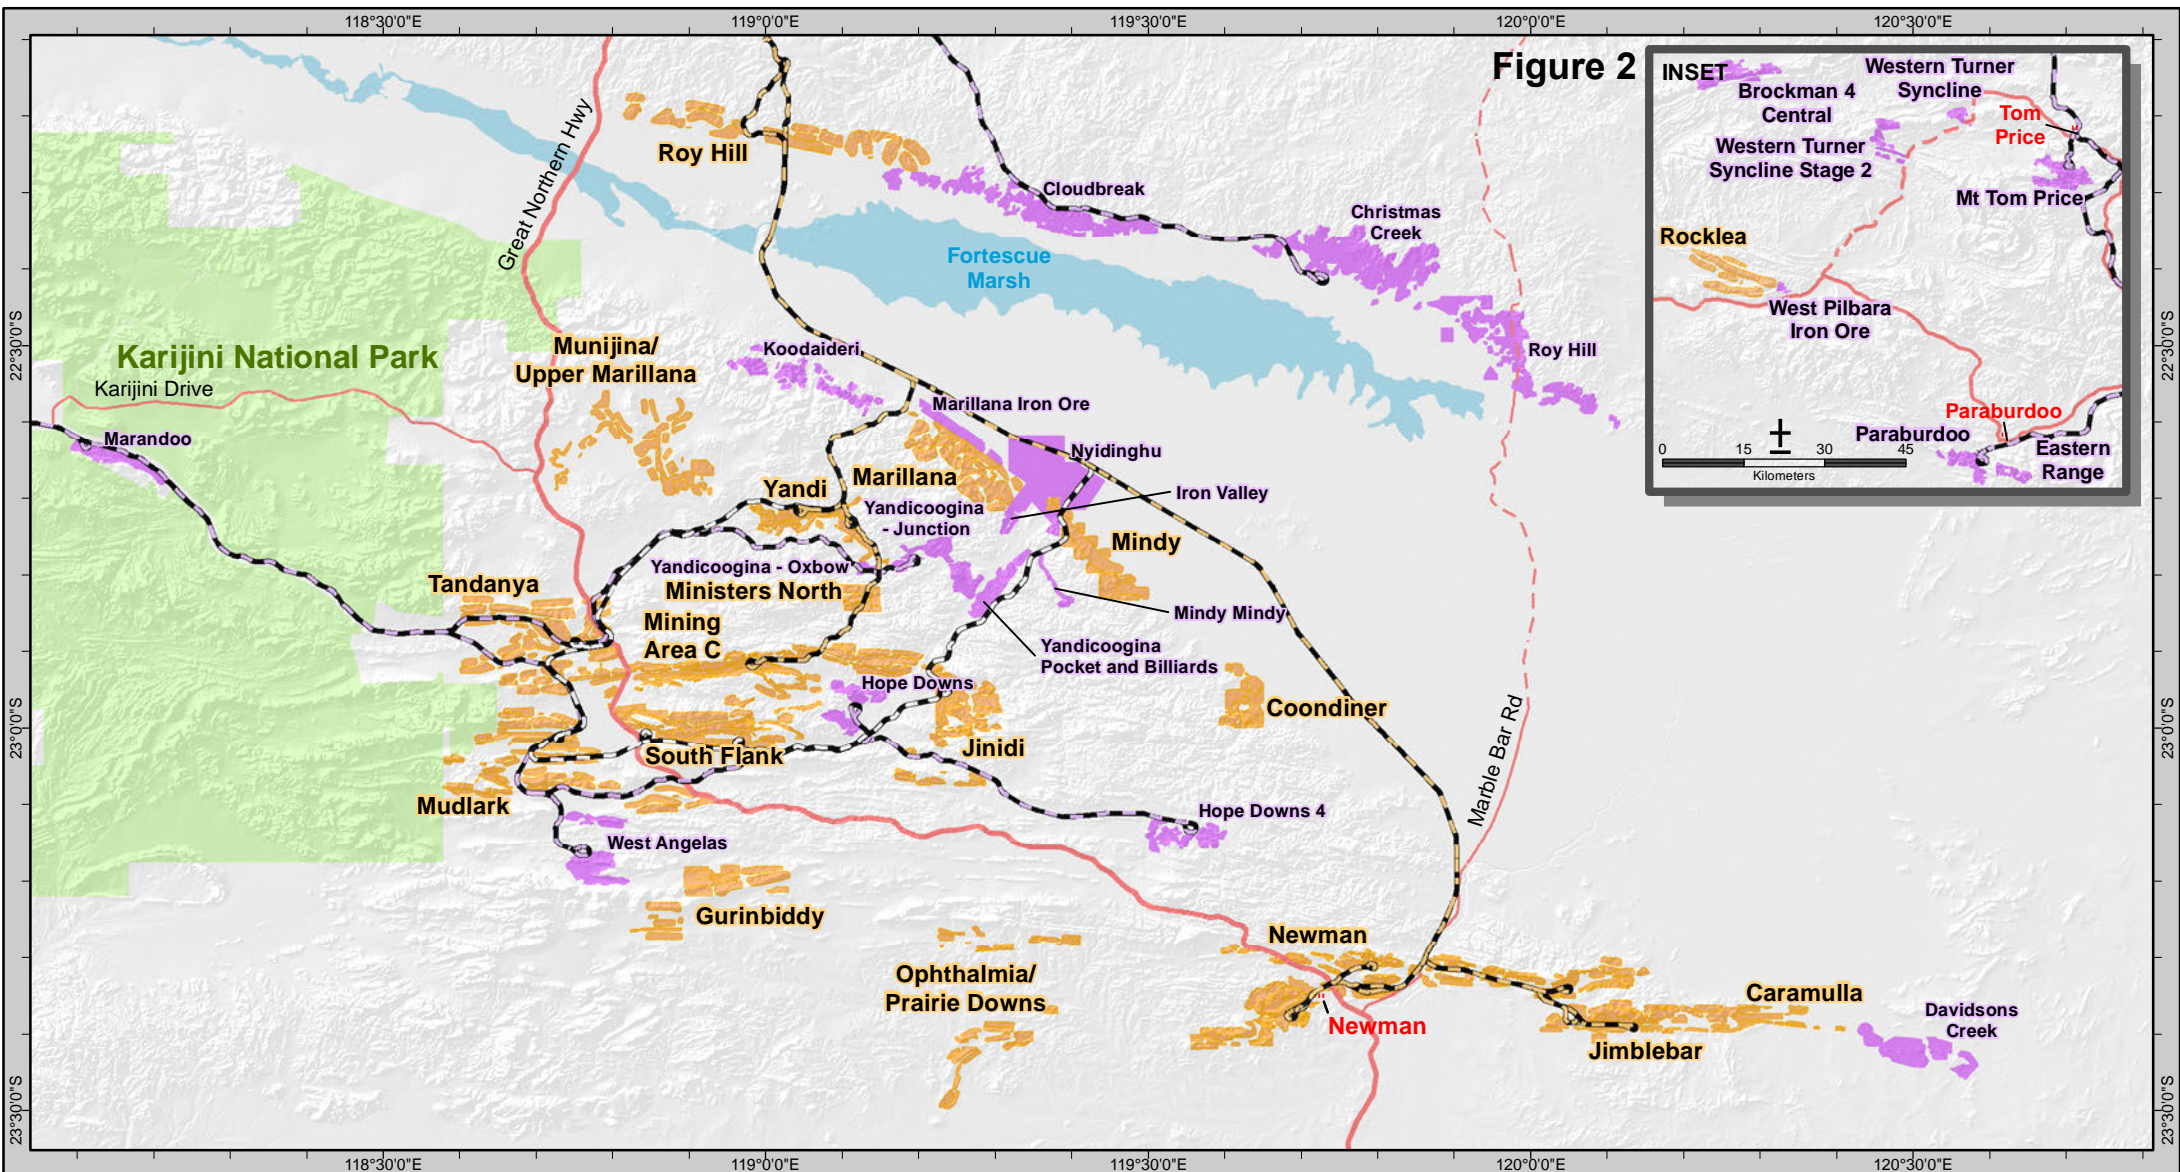 118°30'0"E
119°0'0"E
119°30'0"E
120°0'0"E
120°30'0"E
Figure 2
INSET
Western Turner
Syncline
Brockman 4
Central
Tom
Price
Western Turner
Syncline Stage 2
Mt Tom Price
Rocklea
West Pilbara
Iron Ore
Paraburdoo
Paraburdoo
Eastern
Range
0
15
30
45
Kilometers
Great Northern Hwy
Roy Hill
Cloudbreak
Christmas
Creek
Fortescue
Marsh
22°30'0"S
22°30'0"S
Karijini National Park
Karijini Drive
Munijina/
Upper Marillana
Koodaideri
Roy Hill
Marillana Iron Ore
Marandoo
Nyidinghu
Yandi
Marillana
Iron Valley
Yandicoogina
- Junction
Mindy
Yandicoogina - Oxbow
Tandanya
Ministers North
Mindy Mindy
Mining
Area C
Yandicoogina
Pocket and Billiards
Hope Downs
Coondiner
Marble Bar Rd
23°0'0"S
23°0'0"S
South Flank
Jinidi
Mudlark
Hope Downs 4
West Angelas
Gurinbiddy
Newman
Ophthalmia/
Prairie Downs
Caramulla
Newman
Davidsons
Creek
Jimblebar
23°30'0"S
23°30'0"S
118°30'0"E
119°0'0"E
119°30'0"E
120°0'0"E
120°30'0"E